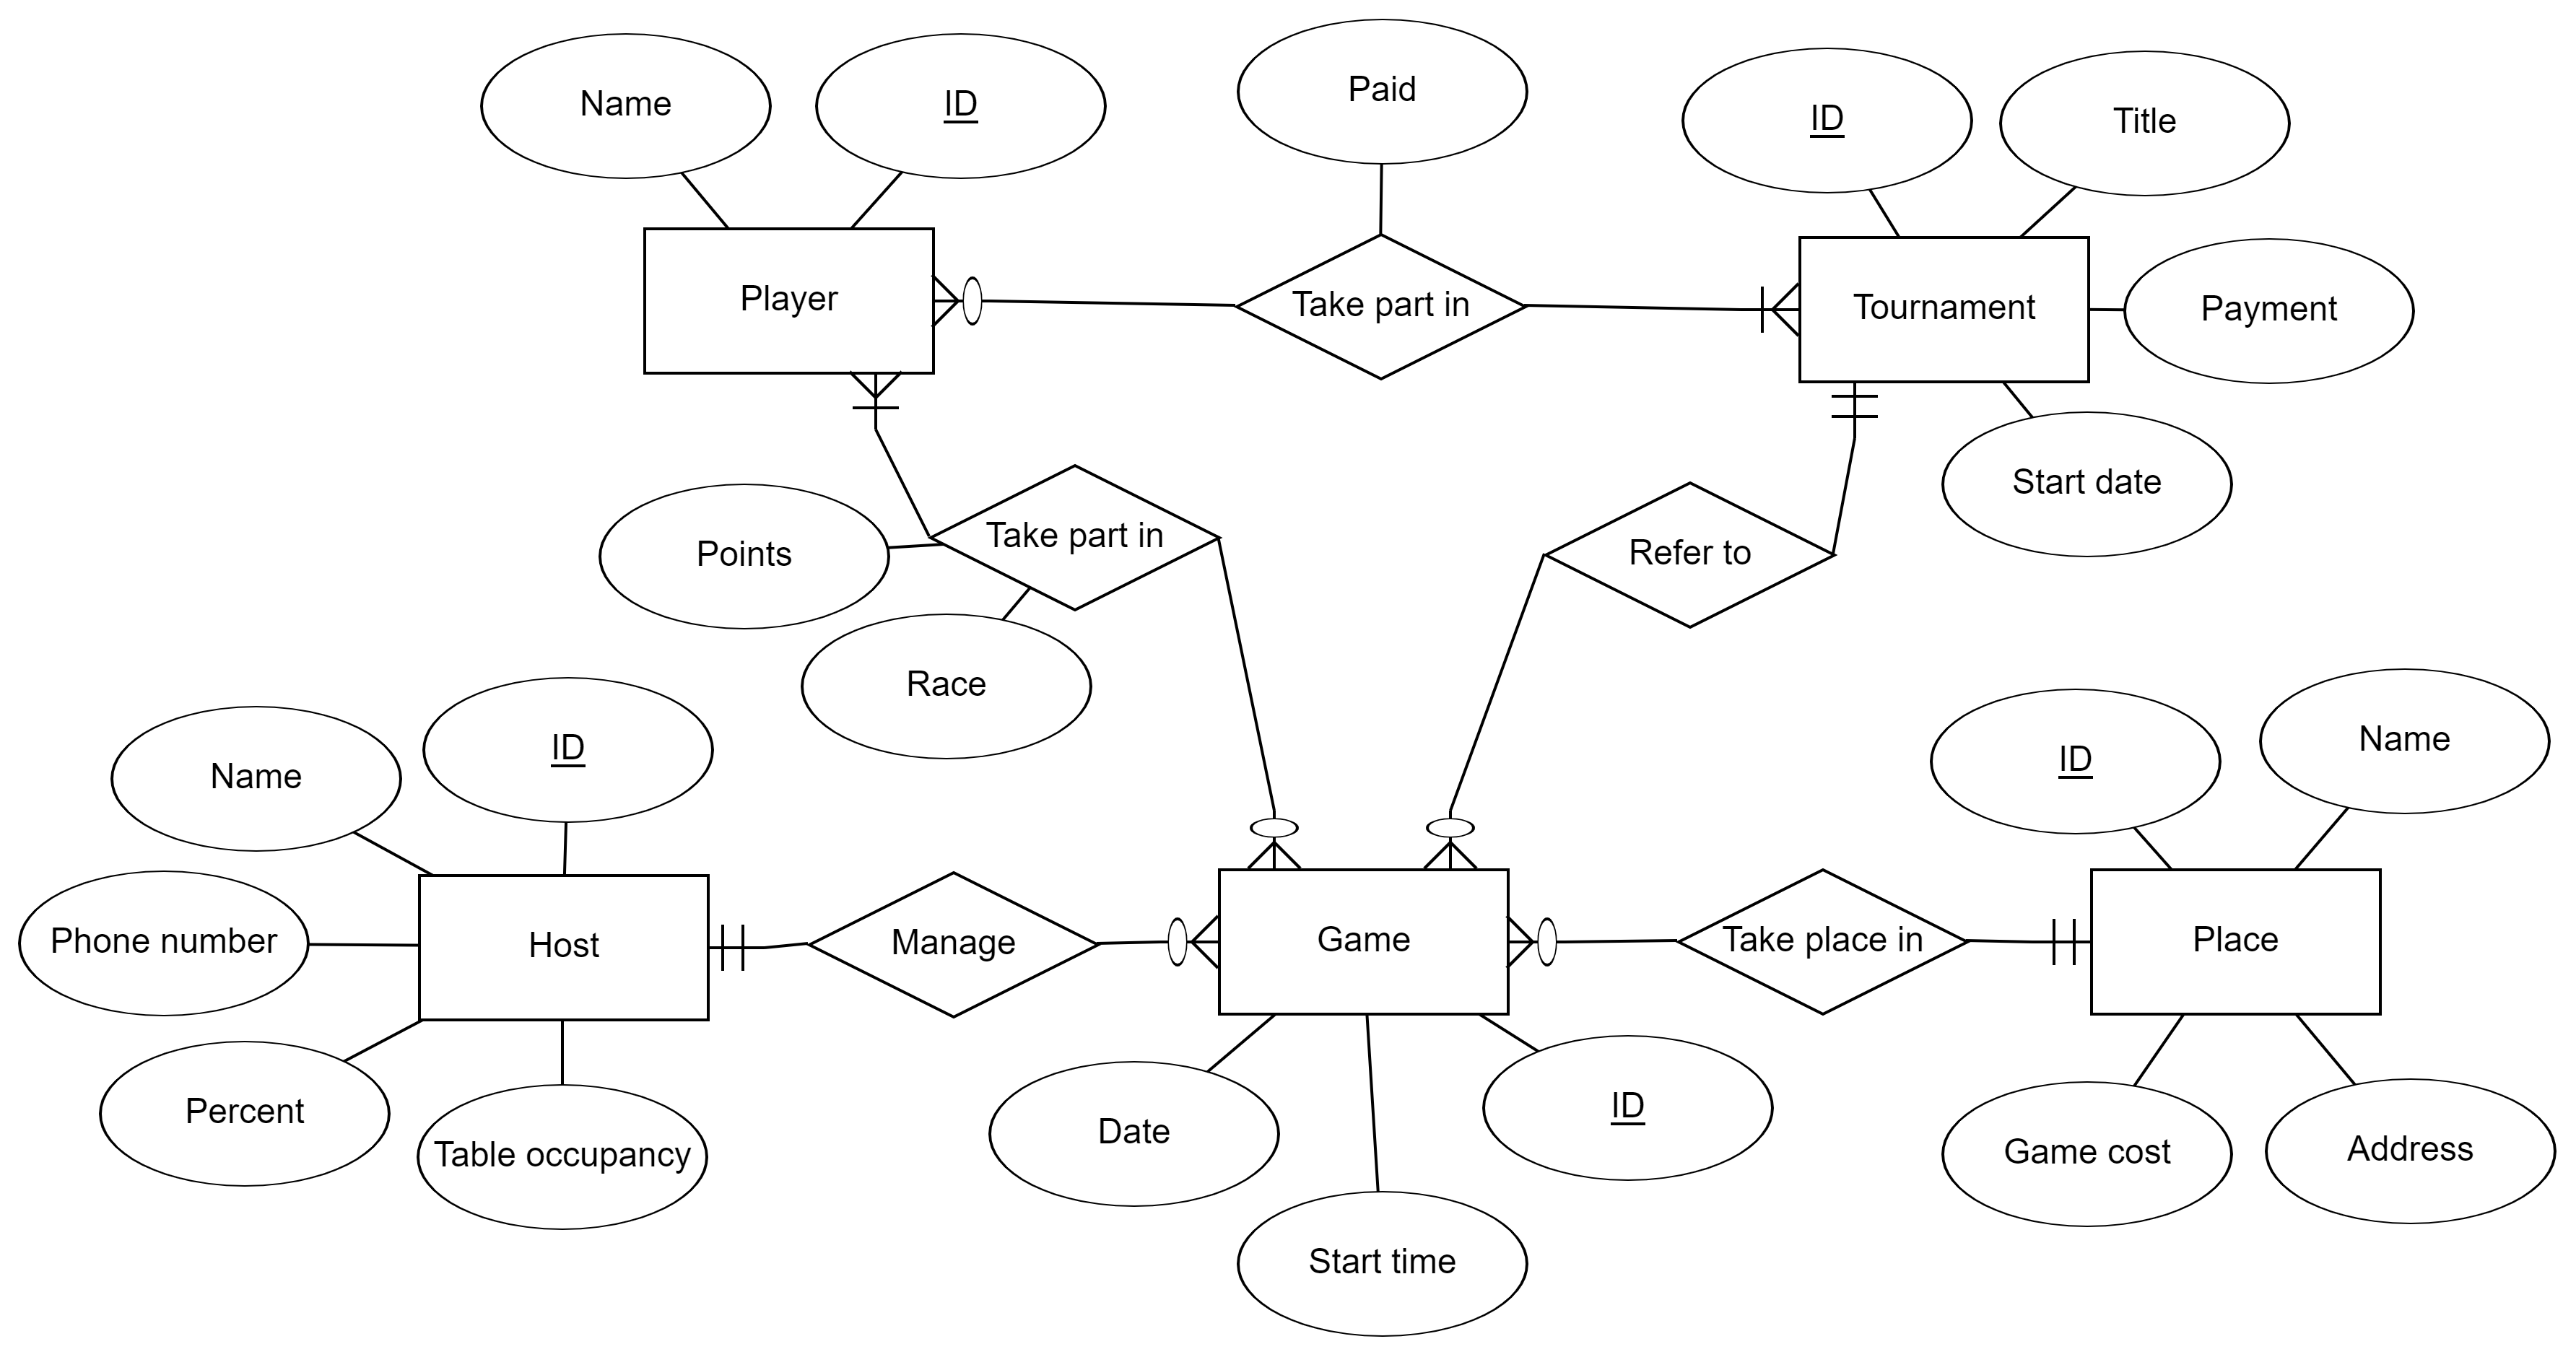 Paid
Name
ID
ID
Title
Player
Take part in
Tournament
Payment
Start date
Points
Take part in
Refer to
Race
Name
ID
ID
Name
Phone number
Host
Manage
Game
Take place in
Place
Percent
Table occupancy
Date
ID
Game cost
Address
Start time